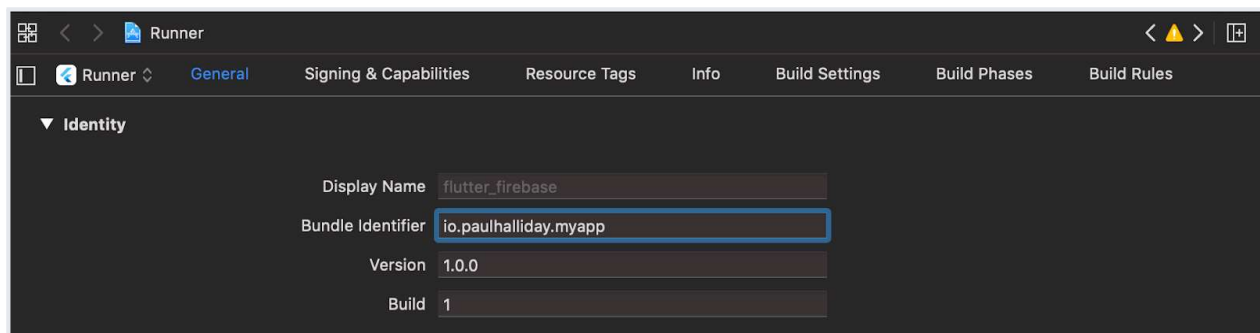 Runner
Runner General Signing & Capabilities Resource Tags Info Build Settings Build Phases Build Rules
Identity
Display Name flutter_firebase
Bundle Identifier io.paulhalliday.myapp
Version 1.0.0
Build 1